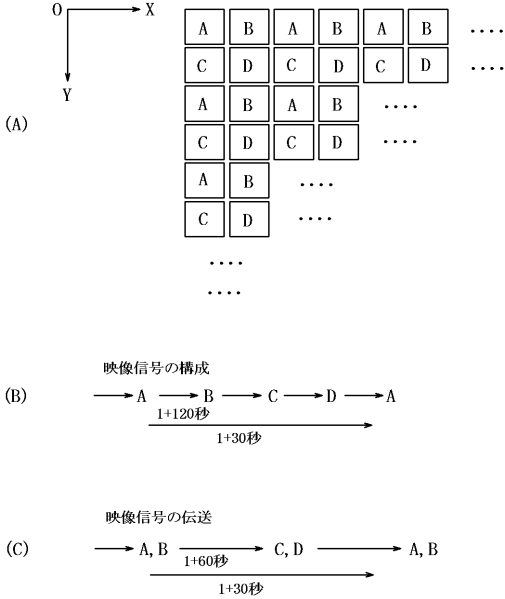 O X
Y
(A)
A B A B A B ････
C D C D C D ････
A B A B ････
C D C D ････
A B ････
C D ････
････
････
映像信号の構成
(B) A B C D A
1+120秒
1+30秒
映像信号の伝送
(C) A,B C,D A,B
1+60秒
1+30秒